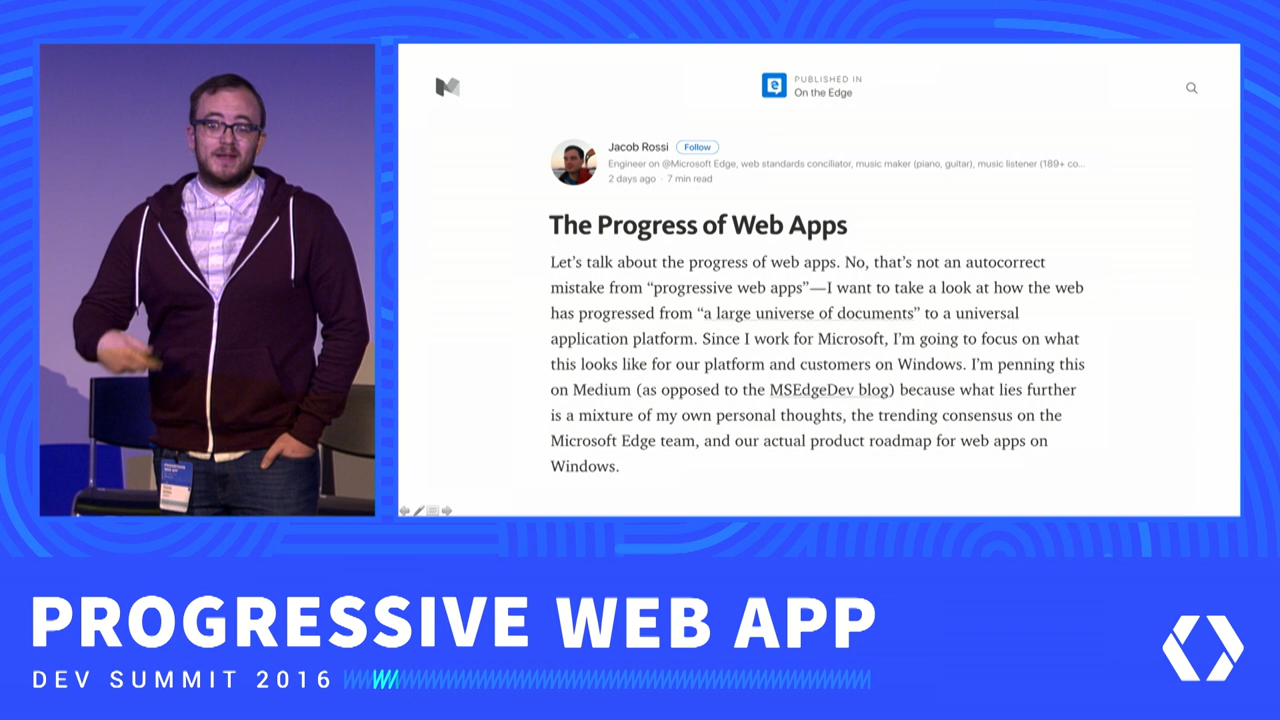 PUBLISHED IN
On the Edge
Jacob Rossi Follow
Engineer on @Microsoft Edge, web standards conciliator, music maker (piano, guitar), music listener (189+ co...
2 days ago · 7 min read
The Progress of Web Apps
Let’s talk about the progress of web apps. No, that’s not an autocorrect
mistake from “progressive web apps”—I want to take a look at how the web
has progressed from “a large universe of documents” to a universal
application platform. Since I work for Microsoft, I’m going to focus on what
this looks like for our platform and customers on Windows. I’m penning this
on Medium (as opposed to the MSEdgeDev blog) because what lies further
is a mixture of my own personal thoughts, the trending consensus on the
Microsoft Edge team, and our actual product roadmap for web apps on
Windows.
PROGRESSIVE WEB APP
DEV SUMMIT 2016